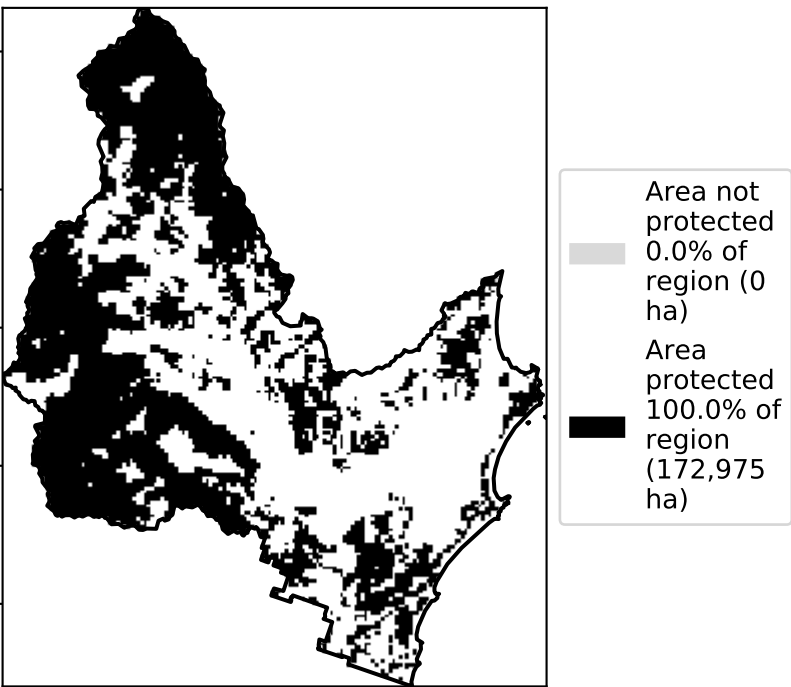 Area not
protected
0.0% of
region (0
ha)
Area
protected
100.0% of
region
(172,975
ha)